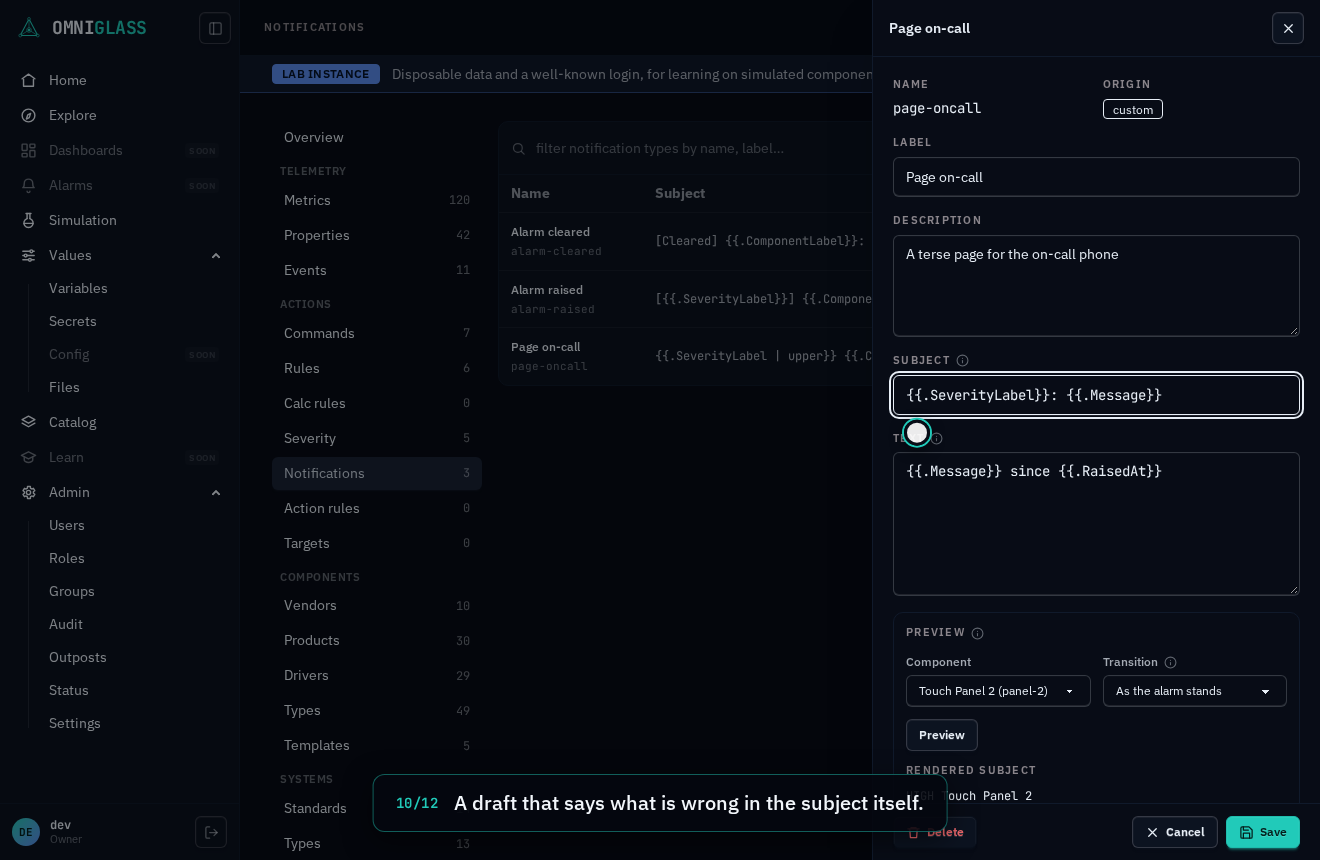 OMNIGLASS
Home
Explore
Dashboards SOON
Alarms SOON
Simulation
Values
Variables
Secrets
Config SOON
Files
Catalog
Learn SOON
Admin
Users
Roles
Groups
Audit
Outposts
Status
Settings
DE dev
Owner
NOTIFICATIONS
LAB INSTANCE Disposable data and a well-known login, for learning on simulated componen
Overview
TELEMETRY
Metrics 120
Properties 42
Events 11
ACTIONS
Commands 7
Rules 6
Calc rules 0
Severity 5
Notifications 3
Action rules 0
Targets 0
COMPONENTS
Vendors 10
Products 30
Drivers 29
Types 49
Templates 5
SYSTEMS
Standards
Types 13
filter notification types by name, label...
Name Subject
Alarm cleared
alarm-cleared
[Cleared] {{.ComponentLabel}}:
Alarm raised
alarm-raised
[{{.SeverityLabel}}] {{.Compone
Page on-call
page-oncall
{{.SeverityLabel | upper}} {{.C
Page on-call
NAME ORIGIN
page-oncall custom
LABEL
Page on-call
DESCRIPTION
A terse page for the on-call phone
SUBJECT
{{.SeverityLabel}}: {{.Message}}
{{.Message}} since {{.RaisedAt}}
PREVIEW
Component Transition
Touch Panel 2 (panel-2) As the alarm stands
Preview
RENDERED SUBJECT
Touch Panel 2
10/12 A draft that says what is wrong in the subject itself.
Delete Cancel Save